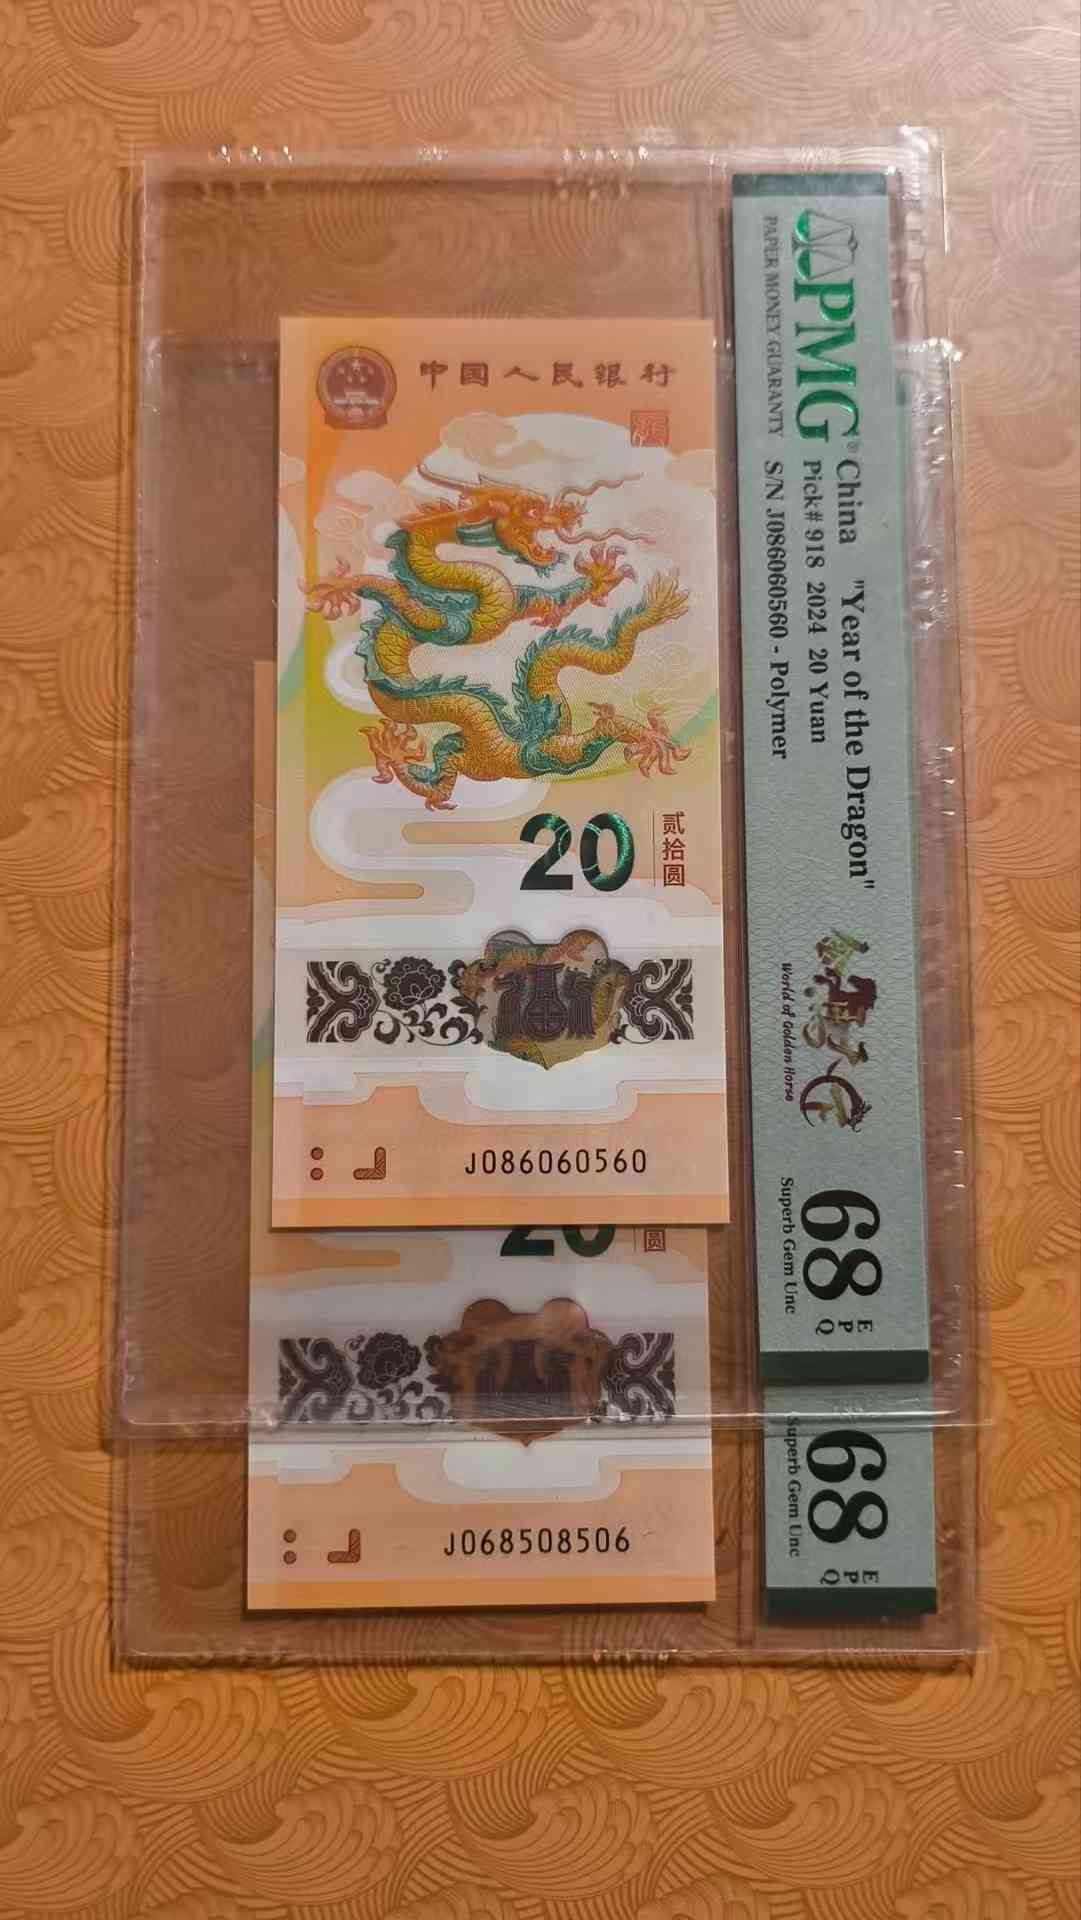 中国人民银行
20
贰拾圆
J086060560
PMG®
PAPER MONEY GUARANTY
China "Year of the Dragon"
Pick# 918 2024 20 Yuan
S/N J086060560 - Polymer
World of Golden Horse
68 EPQ
Superb Gem Unc
20
圆
J068508506
68 EPQ
Superb Gem Unc